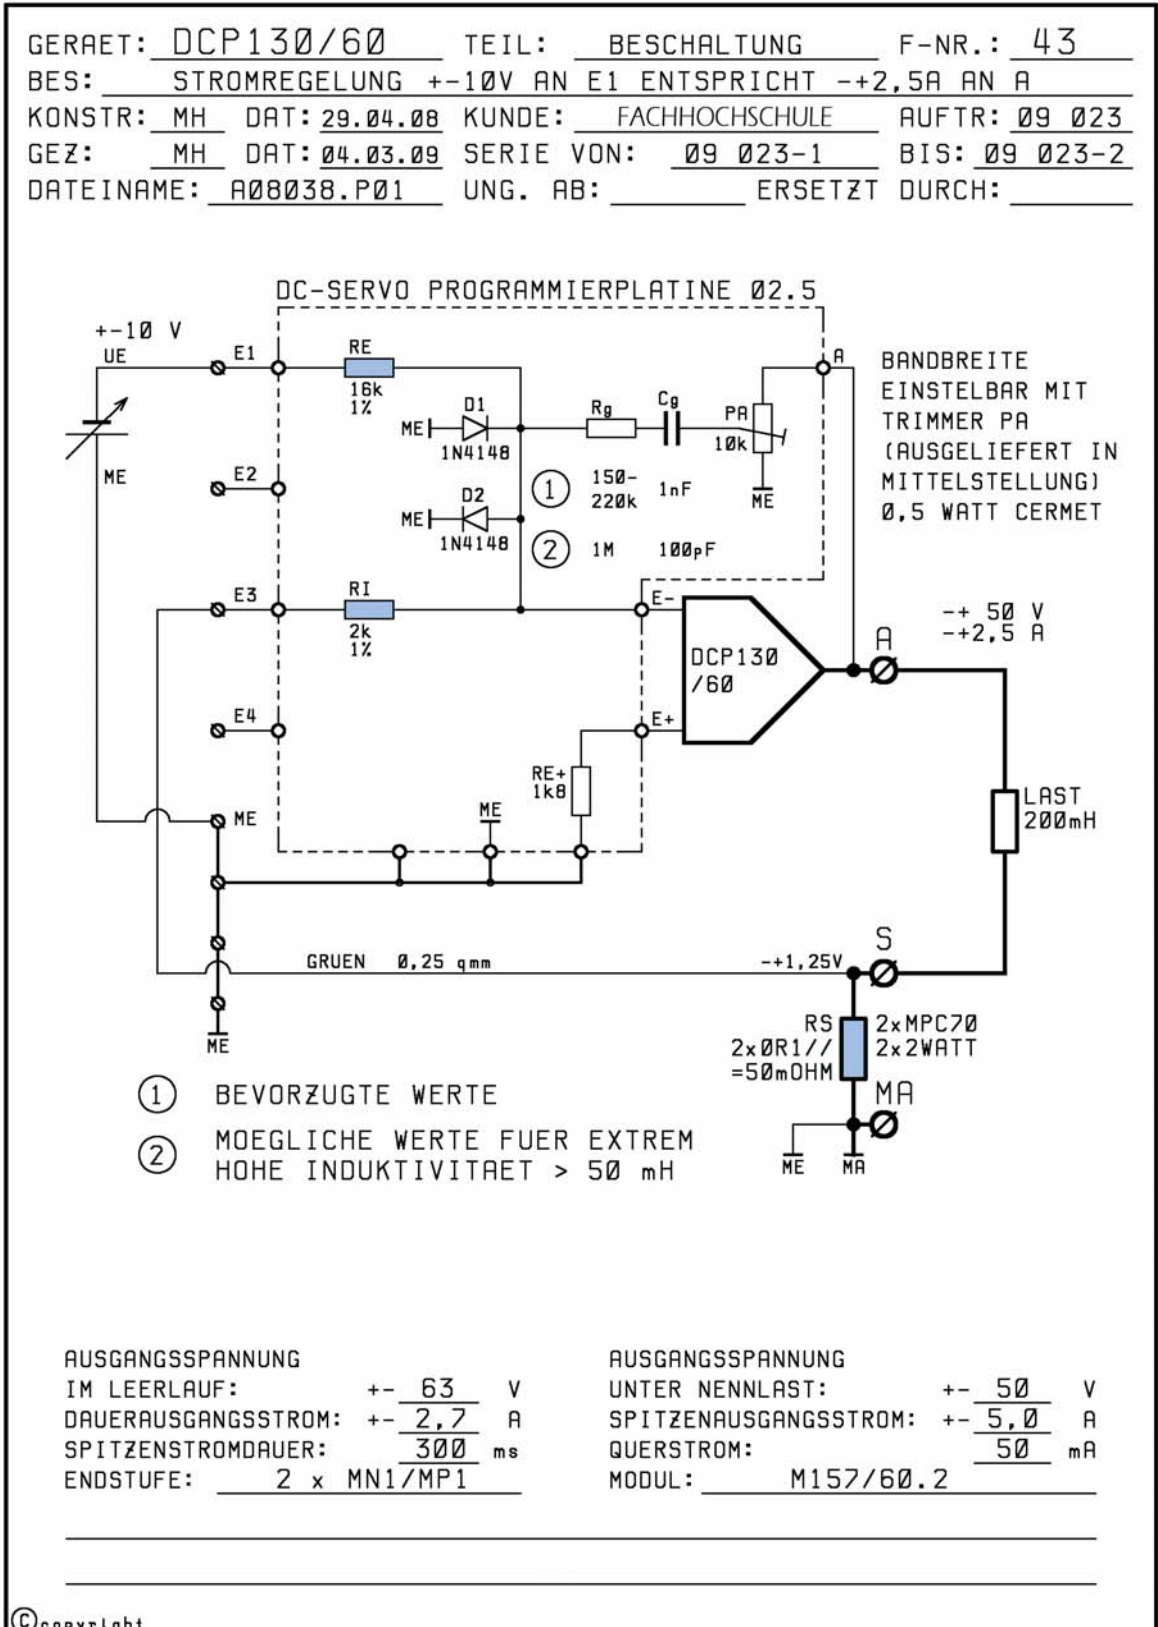 GERAET: DCP130/60 TEIL: BESCHALTUNG F-NR.: 43
BES: STROMREGELUNG +-10V AN E1 ENTSPRICHT -+2,5A AN A
KONSTR: MH DAT: 29.04.08 KUNDE: FACHHOCHSCHULE AUFTR: 09 023
GEZ: MH DAT: 04.03.09 SERIE VON: 09 023-1 BIS: 09 023-2
DATEINAME: A08038.P01 UNG. AB: ERSETZT DURCH:
DC-SERVO PROGRAMMIERPLATINE 02.5
+-10 V
UE
ME
E1
E2
E3
E4
ME
ME
RE
16k
1%
ME
D1
1N4148
ME
D2
1N4148
Rg
Cg
PA
10k
ME
A
1
150-
220k
1nF
2
1M
100pF
BANDBREITE
EINSTELBAR MIT
TRIMMER PA
(AUSGELIEFERT IN
MITTELSTELLUNG)
0,5 WATT CERMET
RI
2k
1%
E-
E+
DCP130
/60
A
-+ 50 V
-+2,5 A
RE+
1k8
ME
LAST
200mH
GRUEN 0,25 qmm
-+1,25V
S
RS
2x0R1//
=50mOHM
2xMPC70
2x2WATT
MA
ME
MA
1 BEVORZUGTE WERTE
2 MOEGLICHE WERTE FUER EXTREM
HOHE INDUKTIVITAET > 50 mH
AUSGANGSSPANNUNG
IM LEERLAUF: +- 63 V
DAUERAUSGANGSSTROM: +- 2,7 A
SPITZENSTROMDAUER: 300 ms
ENDSTUFE: 2 x MN1/MP1
AUSGANGSSPANNUNG
UNTER NENNLAST: +- 50 V
SPITZENAUSGANGSSTROM: +- 5,0 A
QUERSTROM: 50 mA
MODUL: M157/60.2
©copyright